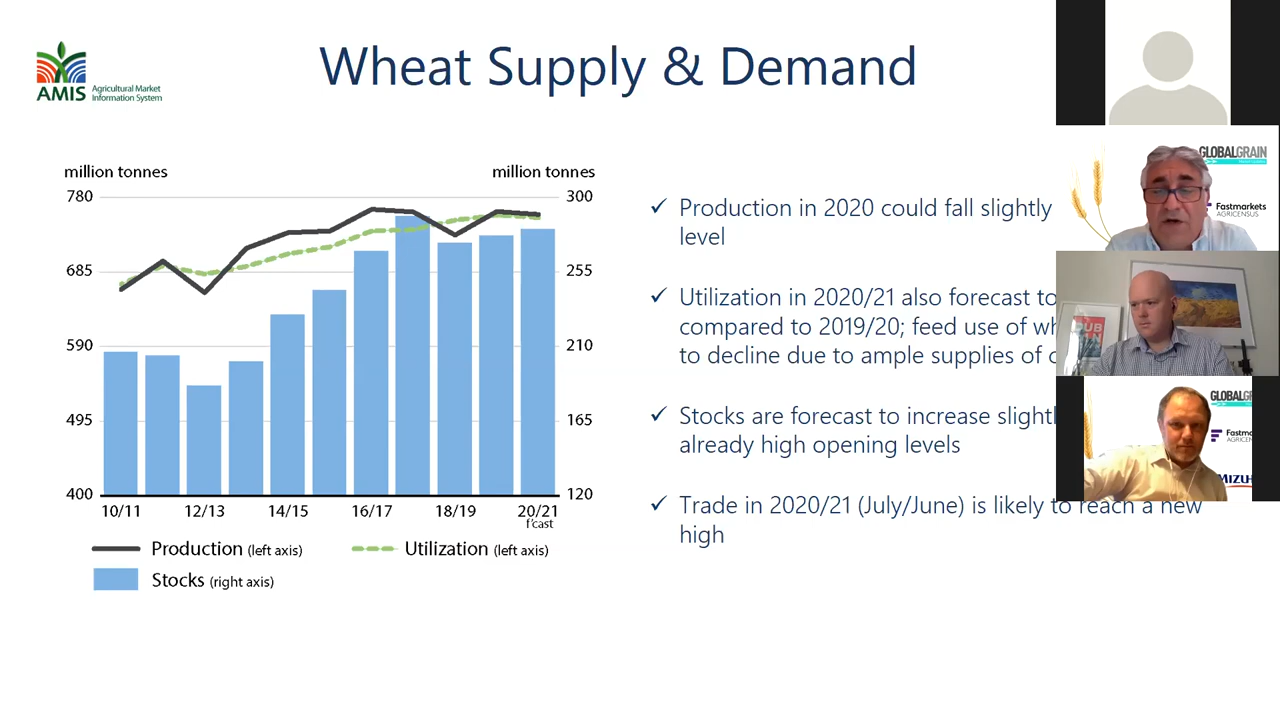 AMIS
Agricultural Market
Information System
Wheat Supply & Demand
million tonnes
million tonnes
780
685
590
495
400
300
255
210
165
120
10/11
12/13
14/15
16/17
18/19
20/21
f'cast
Production (left axis)
Utilization (left axis)
Stocks (right axis)
✓ Production in 2020 could fall slightly
level
✓ Utilization in 2020/21 also forecast to
compared to 2019/20; feed use of
to decline due to ample supplies of
✓ Stocks are forecast to increase
already high opening levels
✓ Trade in 2020/21 (July/June) is likely to reach a new
high
GLOBALGRAIN
Fastmarkets
AGRICENSUS
GLOBALGRA
Fastm
AGRICENSU
MIZUH